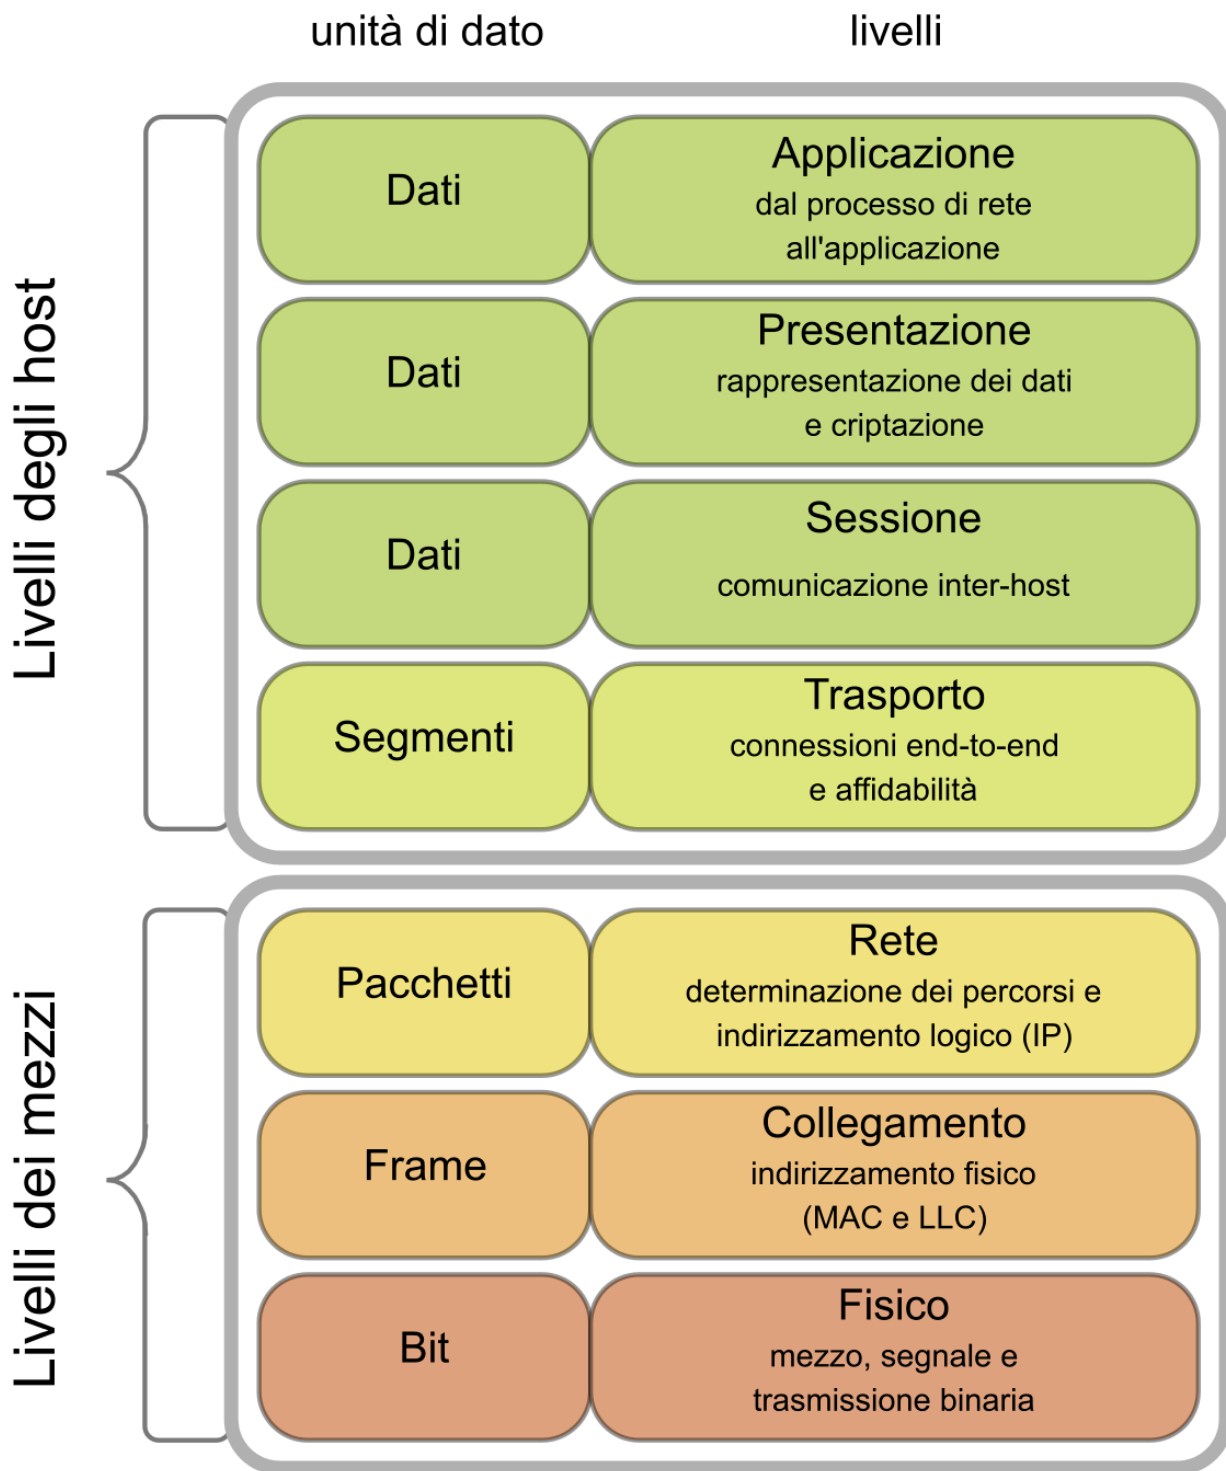 unità di dato
livelli
Livelli degli host
Dati
Applicazione
dal processo di rete
all'applicazione
Dati
Presentazione
rappresentazione dei dati
e criptazione
Dati
Sessione
comunicazione inter-host
Segmenti
Trasporto
connessioni end-to-end
e affidabilità
Livelli dei mezzi
Pacchetti
Rete
determinazione dei percorsi e
indirizzamento logico (IP)
Frame
Collegamento
indirizzamento fisico
(MAC e LLC)
Bit
Fisico
mezzo, segnale e
trasmissione binaria